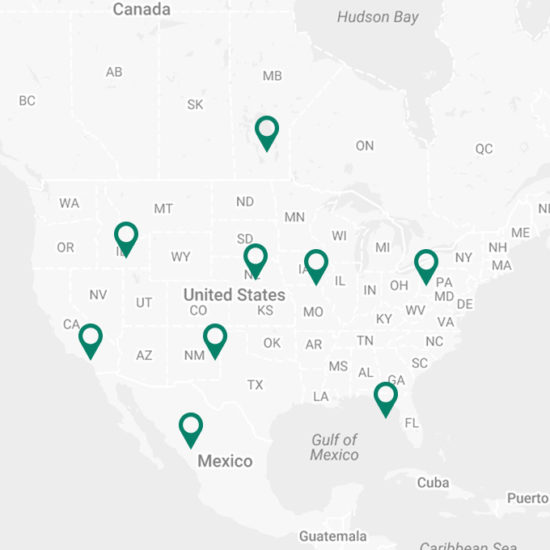 Canada
Hudson Bay
AB
MB
BC
SK
ON
QC
WA
MT
ND
MN
OR
WY
SD
WI
MI
NY
ME
NH
MA
NV
UT
United States
CO
KS
MO
IL
IN
OH
PA
MD
DE
WV
VA
KY
CA
AZ
NM
OK
AR
TN
NC
SC
MS
AL
GA
TX
LA
FL
Gulf of
Mexico
Mexico
Cuba
Puerto
Guatemala
Caribbean Sea